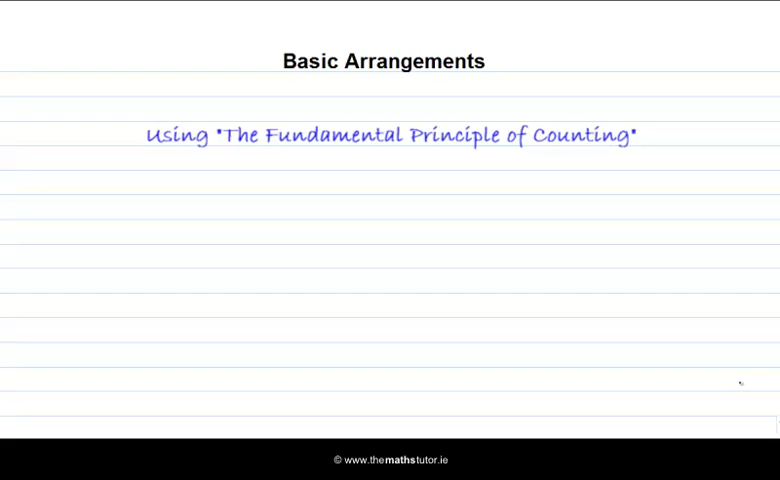 Basic Arrangements
Using "The Fundamental Principle of Counting"
© www.themathstutor.ie